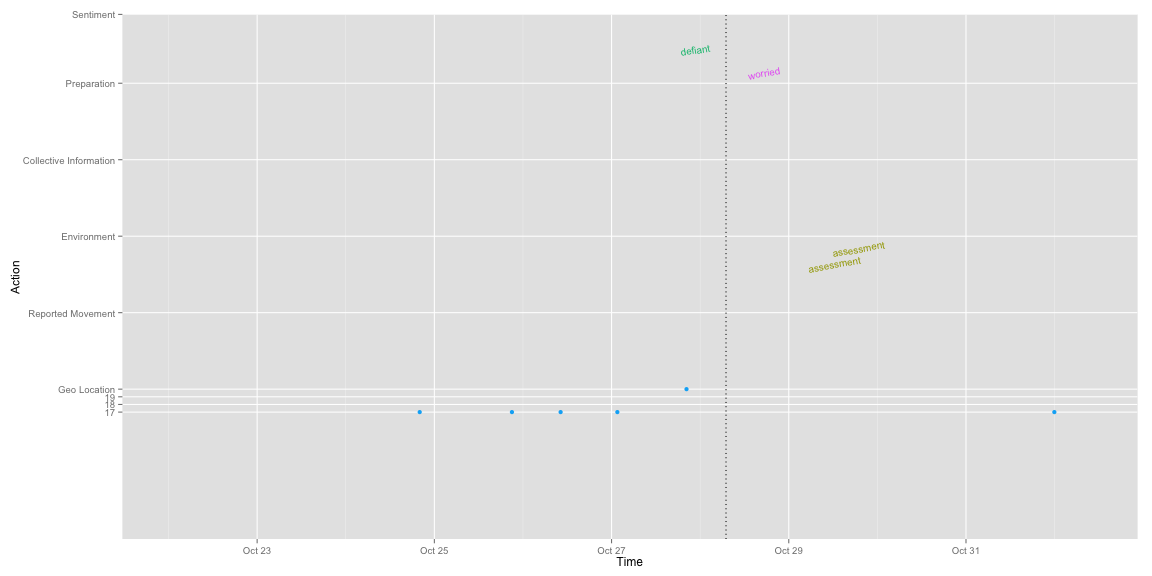 Sentiment
defiant
worried
Preparation
Collective Information
Environment
assessment
assessment
Action
Reported Movement
Geo Location
19
18
17
Oct 23
Oct 25
Oct 27
Oct 29
Oct 31
Time